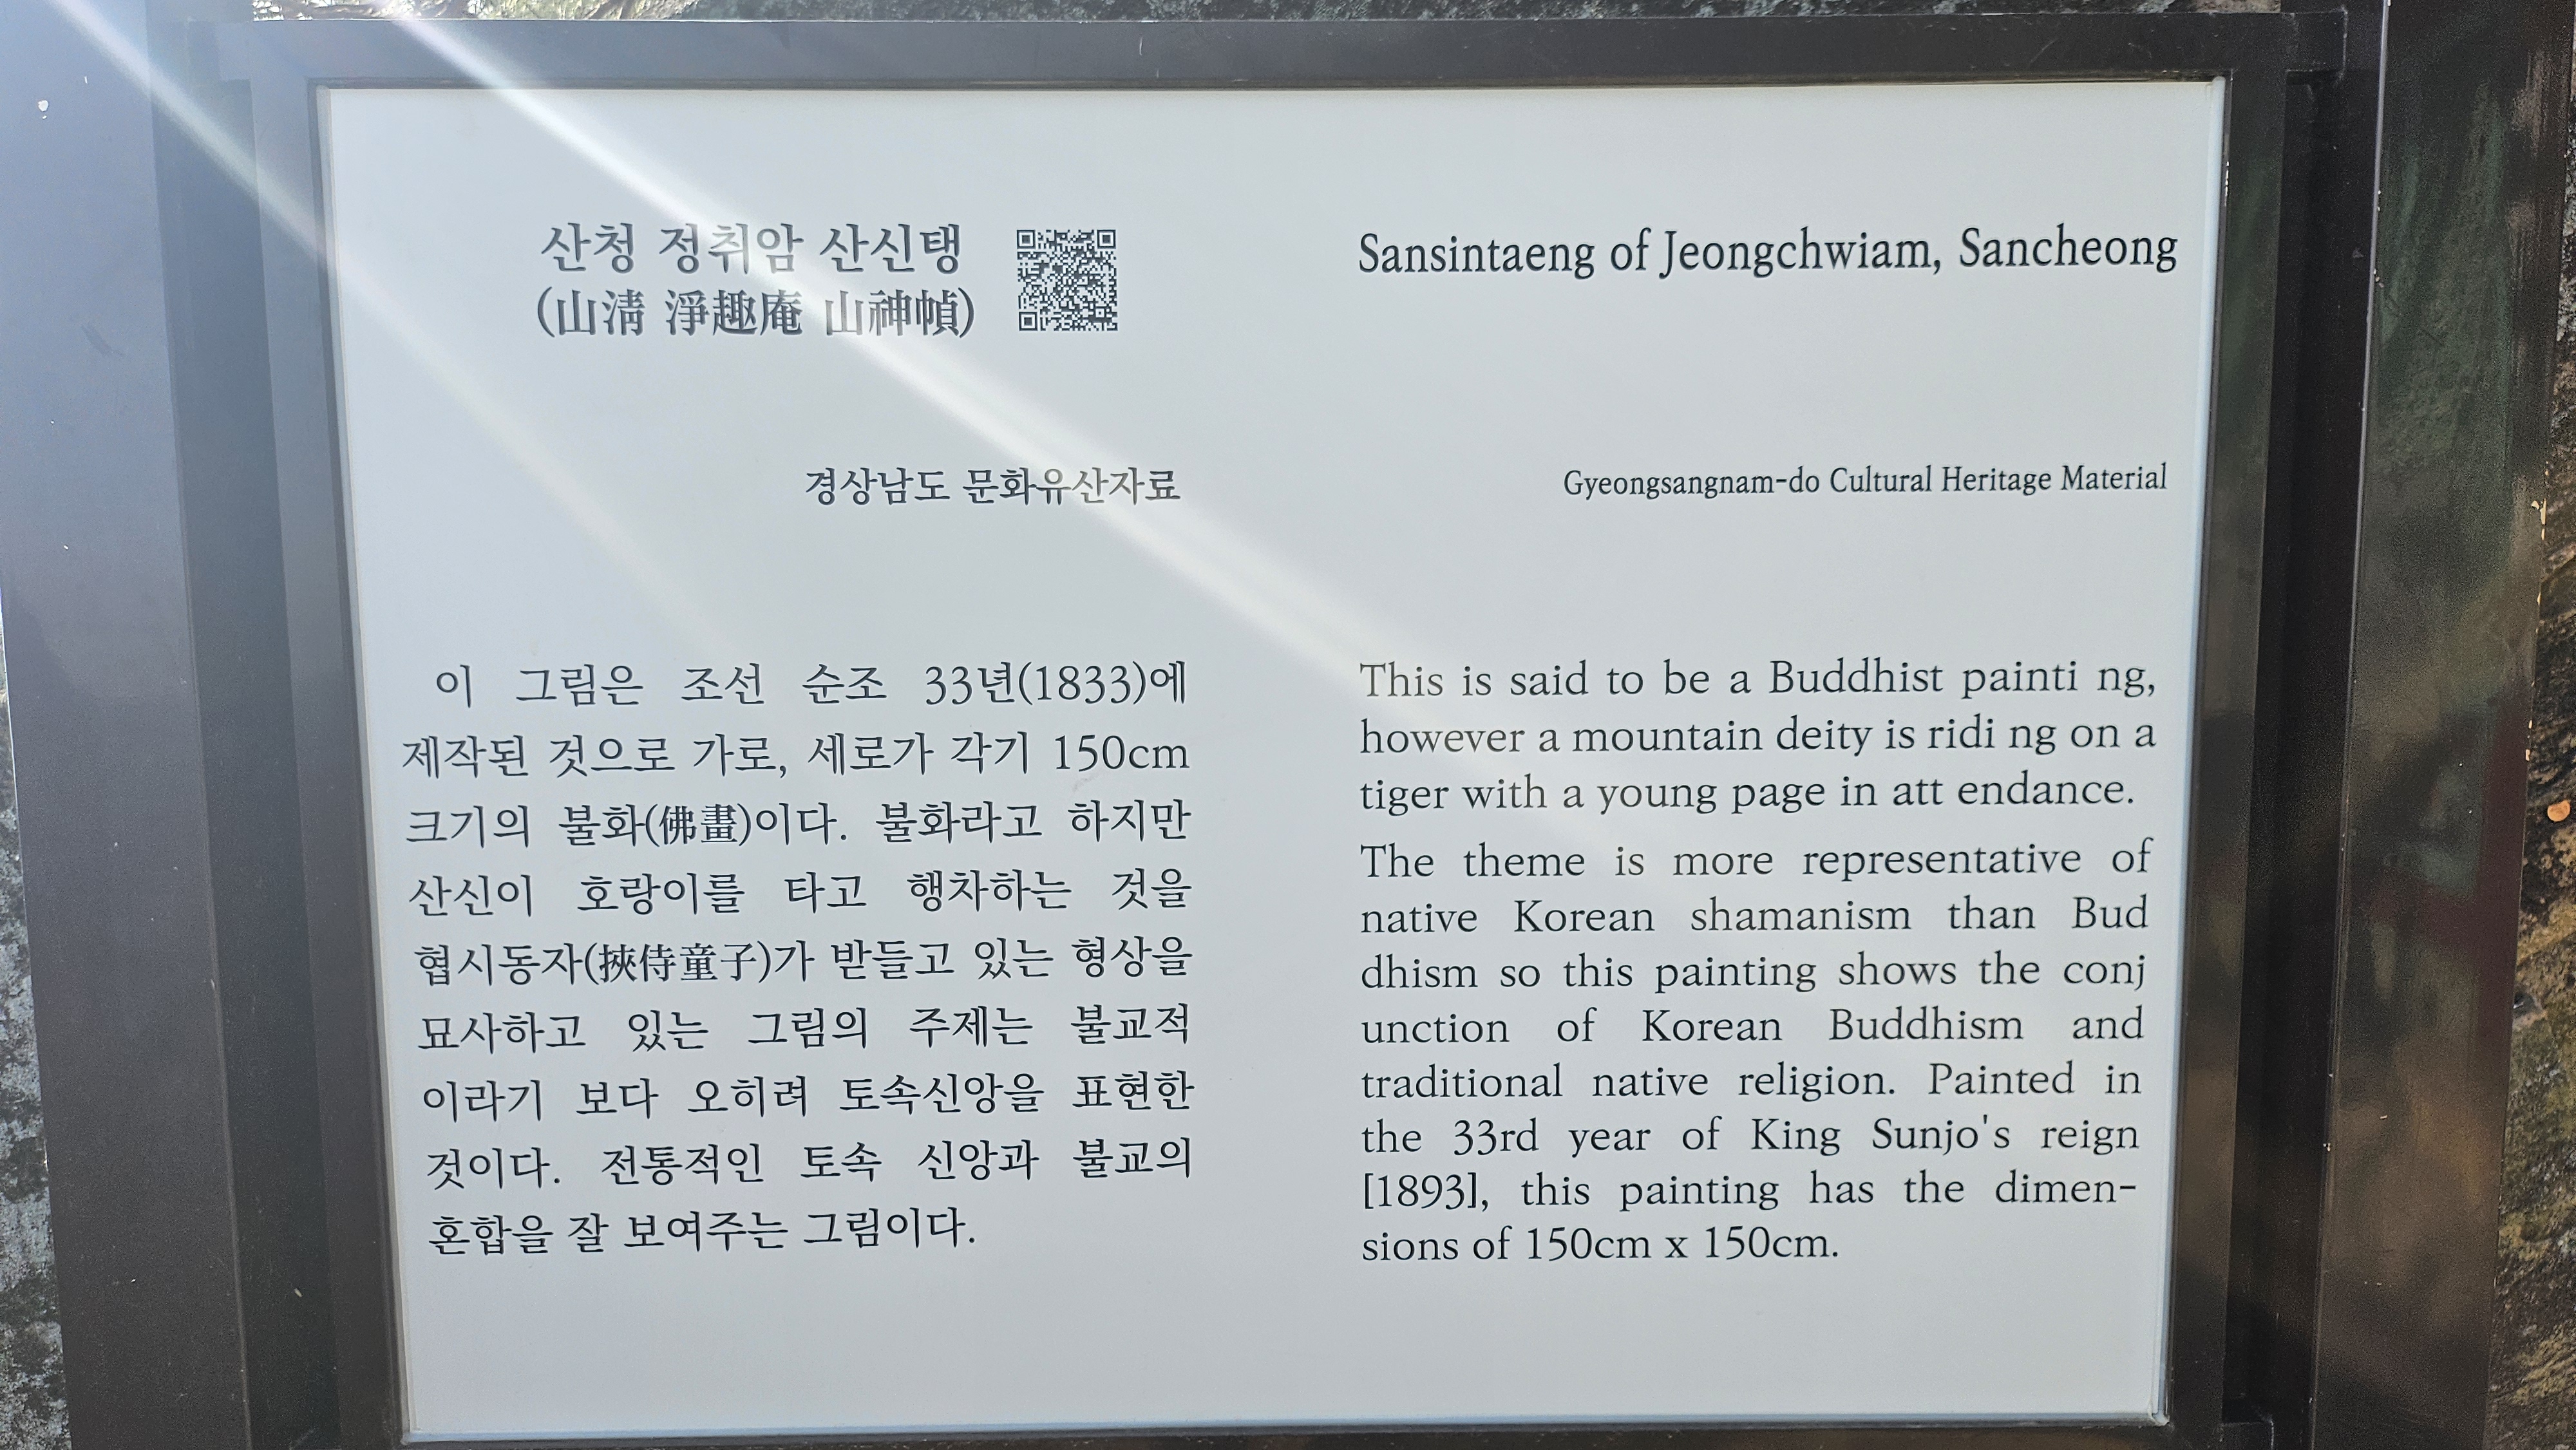 산청 정취암 산신탱
(山淸 淨趣庵 山神幀)
경상남도 문화유산자료
이 그림은 조선 순조 33년(1833)에
제작된 것으로 가로, 세로가 각기 150cm
크기의 불화(佛畫)이다. 불화라고 하지만
산신이 호랑이를 타고 행차하는 것을
협시동자(挾侍童子)가 받들고 있는 형상을
묘사하고 있는 그림의 주제는 불교적
이라기 보다 오히려 토속신앙을 표현한
것이다. 전통적인 토속 신앙과 불교의
혼합을 잘 보여주는 그림이다.
Sansintaeng of Jeongchwiam, Sancheong
Gyeongsangnam-do Cultural Heritage Material
This is said to be a Buddhist painti ng,
however a mountain deity is ridi ng on a
tiger with a young page in att endance.
The theme is more representative of
native Korean shamanism than Bud
dhism so this painting shows the conj
unction of Korean Buddhism and
traditional native religion. Painted in
the 33rd year of King Sunjo's reign
[1893], this painting has the dimen-
sions of 150cm x 150cm.